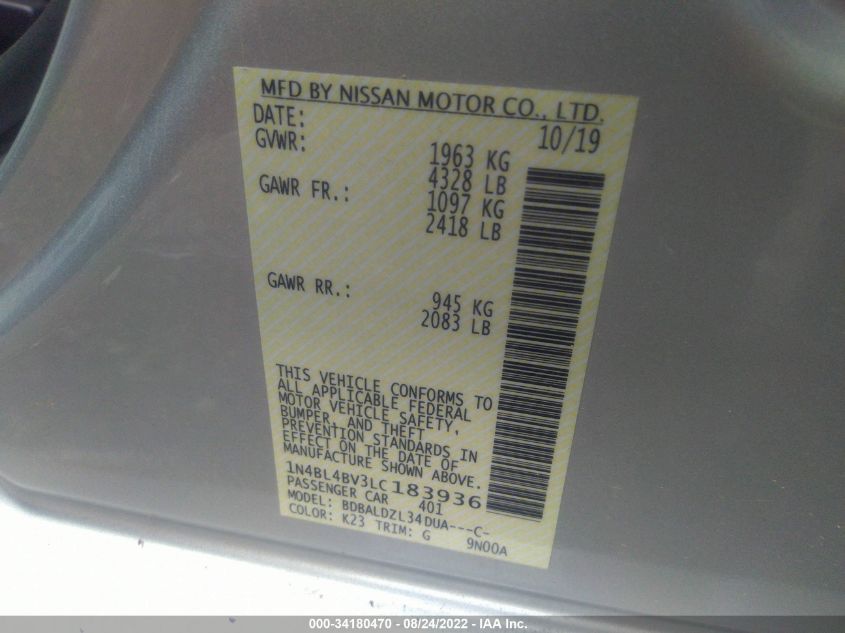 MFD BY NISSAN MOTOR CO., LTD.
DATE: 10/19
GVWR: 1963 KG
4328 LB
GAWR FR.: 1097 KG
2418 LB
GAWR RR.: 945 KG
2083 LB
THIS VEHICLE CONFORMS TO
ALL APPLICABLE FEDERAL
MOTOR VEHICLE SAFETY,
BUMPER, AND THEFT
PREVENTION STANDARDS IN
EFFECT ON THE DATE OF
MANUFACTURE SHOWN ABOVE.
1N4BL4BV3LC183936
PASSENGER CAR 401
MODEL: BDBALDZL34DUA---C-
COLOR: K23 TRIM: G 9N00A
000-34180470 - 08/24/2022 - IAA Inc.